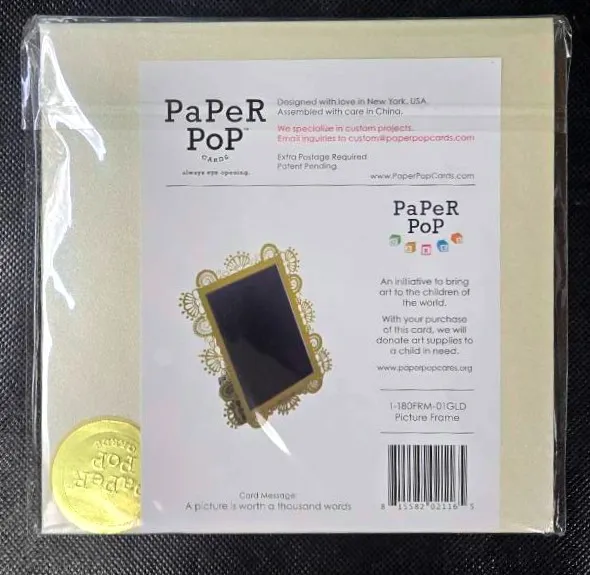 PaPeR
PoP™
CARDS
always eye opening.
Designed with love in New York, USA.
Assembled with care in China.
We specialize in custom projects.
Email inquiries to custom@paperpopcards.com
Extra Postage Required
Patent Pending.
www.PaperPopCards.com
PaPeR
PoP
An initiative to bring
art to the children of
the world.
With your purchase
of this card, we will
donate art supplies to
a child in need.
www.paperpopcards.org
1-180FRM-01GLD
Picture Frame
8 15582 02116 5
Card Message:
A picture is worth a thousand words
PaPeR
PoP
CARDS